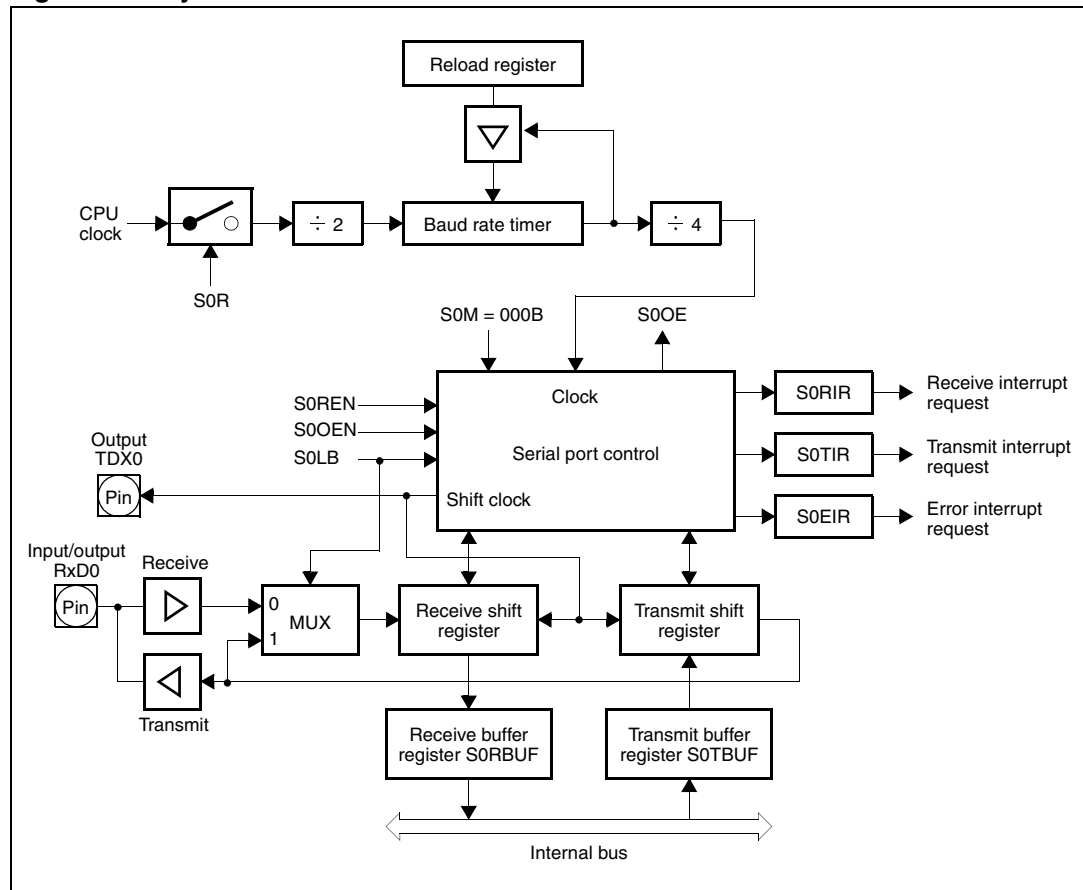 Reload register
CPU
clock
÷ 2
Baud rate timer
÷ 4
S0R
S0M = 000B
S0OE
Clock
S0REN
S0OEN
S0LB
Serial port control
Shift clock
S0RIR
Receive interrupt
request
S0TIR
Transmit interrupt
request
S0EIR
Error interrupt
request
Output
TDX0
Pin
Input/output
RxD0
Pin
Receive
0
MUX
1
Receive shift
register
Transmit shift
register
Transmit
Receive buffer
register S0RBUF
Transmit buffer
register S0TBUF
Internal bus